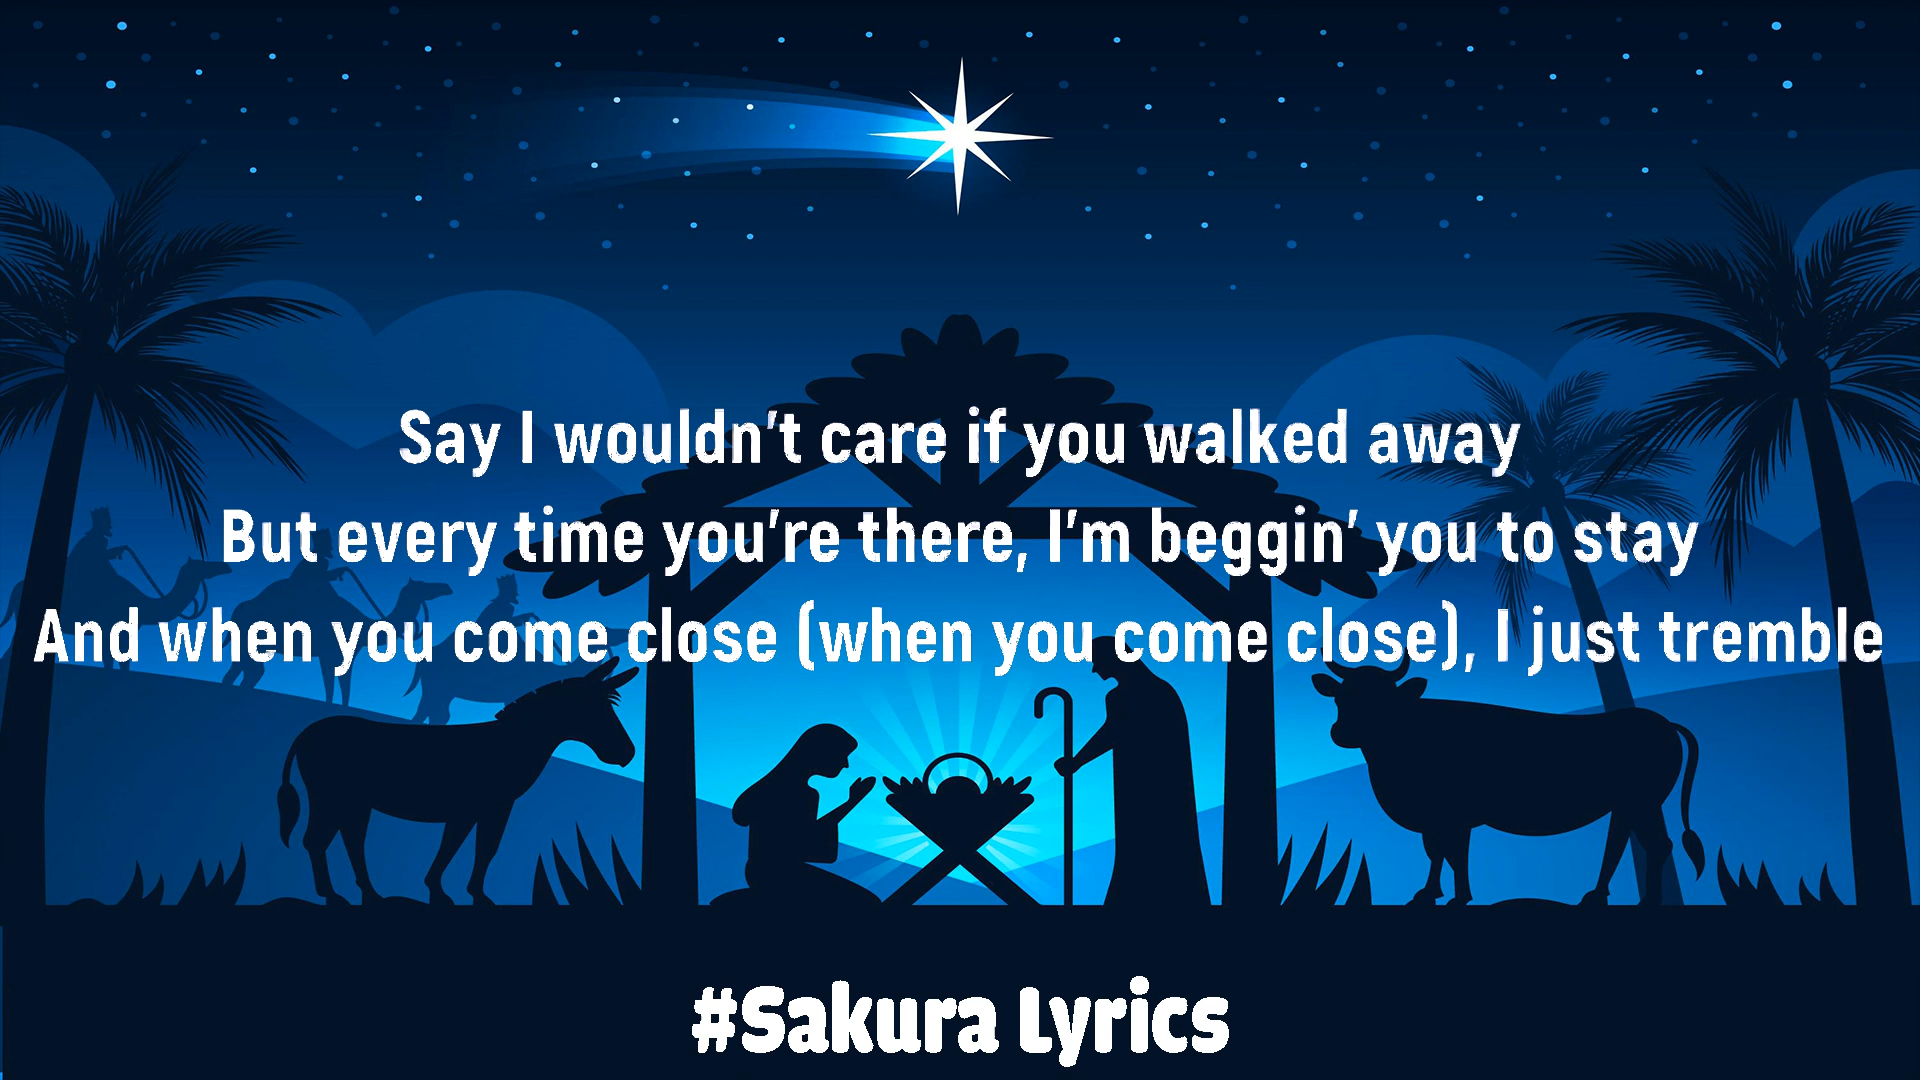 Say I wouldn't care if you walked away
But every time you're there, I'm beggin' you to stay
And when you come close (when you come close), I just tremble
#Sakura Lyrics